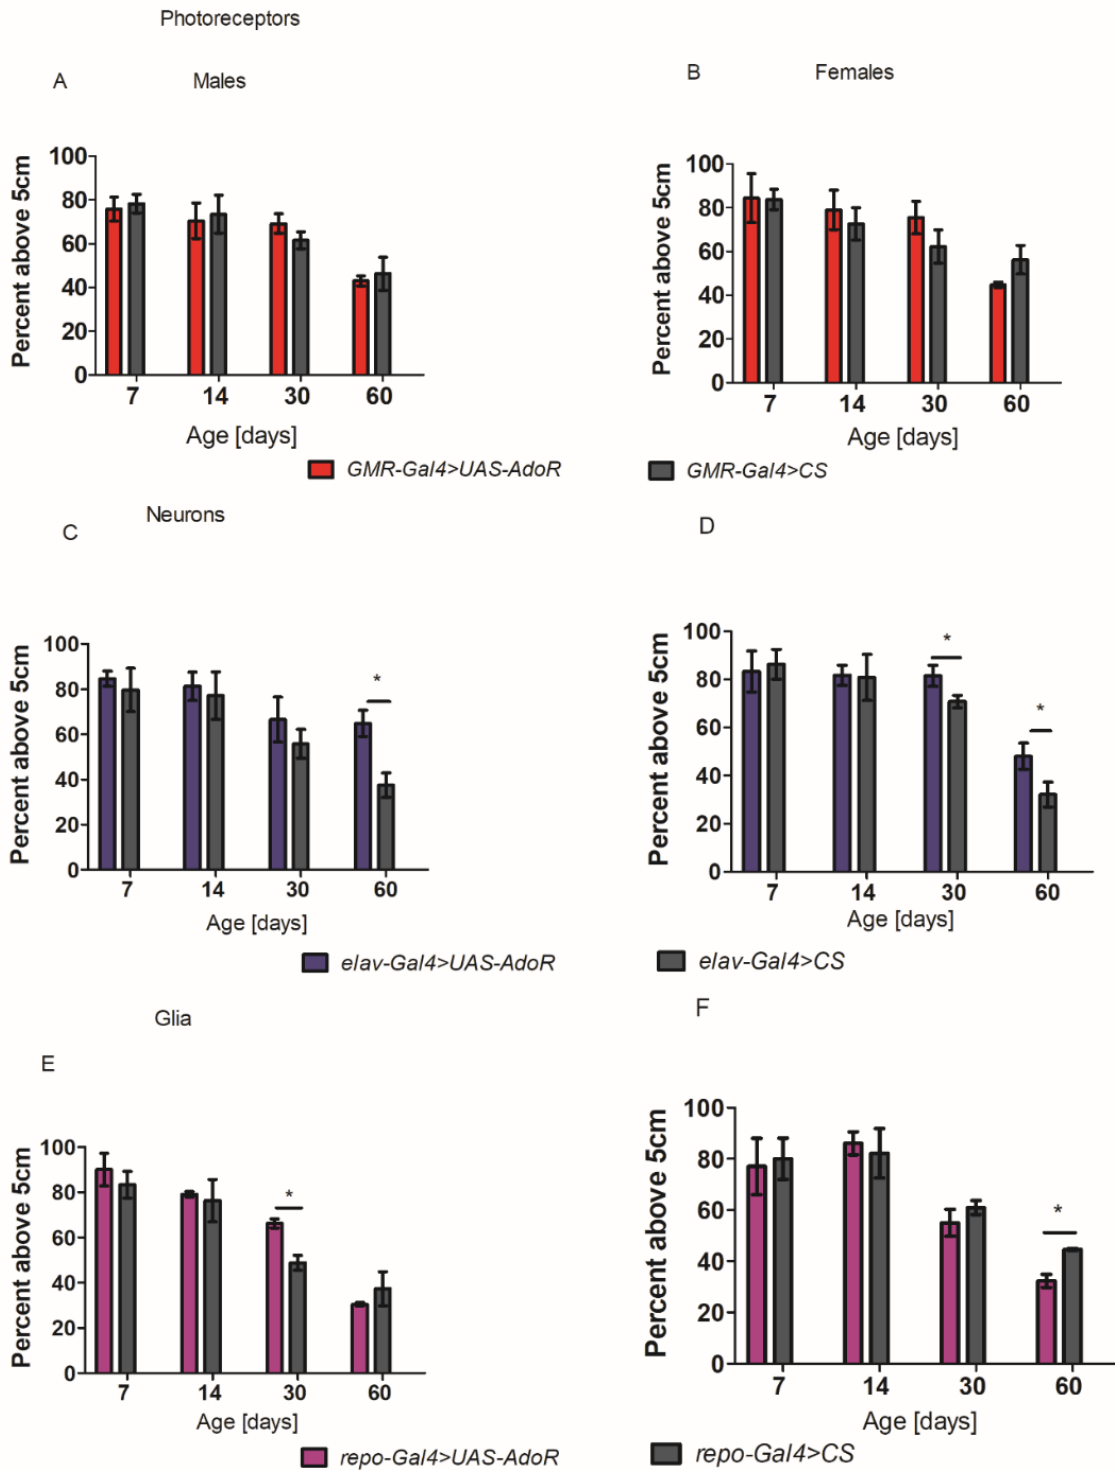 Photoreceptors
A Males
B Females
Percent above 5cm
100
80
60
40
20
0
7 14 30 60
Age [days]
Percent above 5cm
100
80
60
40
20
0
7 14 30 60
Age [days]
GMR-Gal4>UAS-AdoR
GMR-Gal4>CS
Neurons
C
D
Percent above 5cm
100
80
60
40
20
0
*
7 14 30 60
Age [days]
Percent above 5cm
100
80
60
40
20
0
*
*
7 14 30 60
Age [days]
elav-Gal4>UAS-AdoR
elav-Gal4>CS
Glia
E
F
Percent above 5cm
100
80
60
40
20
0
*
7 14 30 60
Age [days]
Percent above 5cm
100
80
60
40
20
0
*
7 14 30 60
Age [days]
repo-Gal4>UAS-AdoR
repo-Gal4>CS